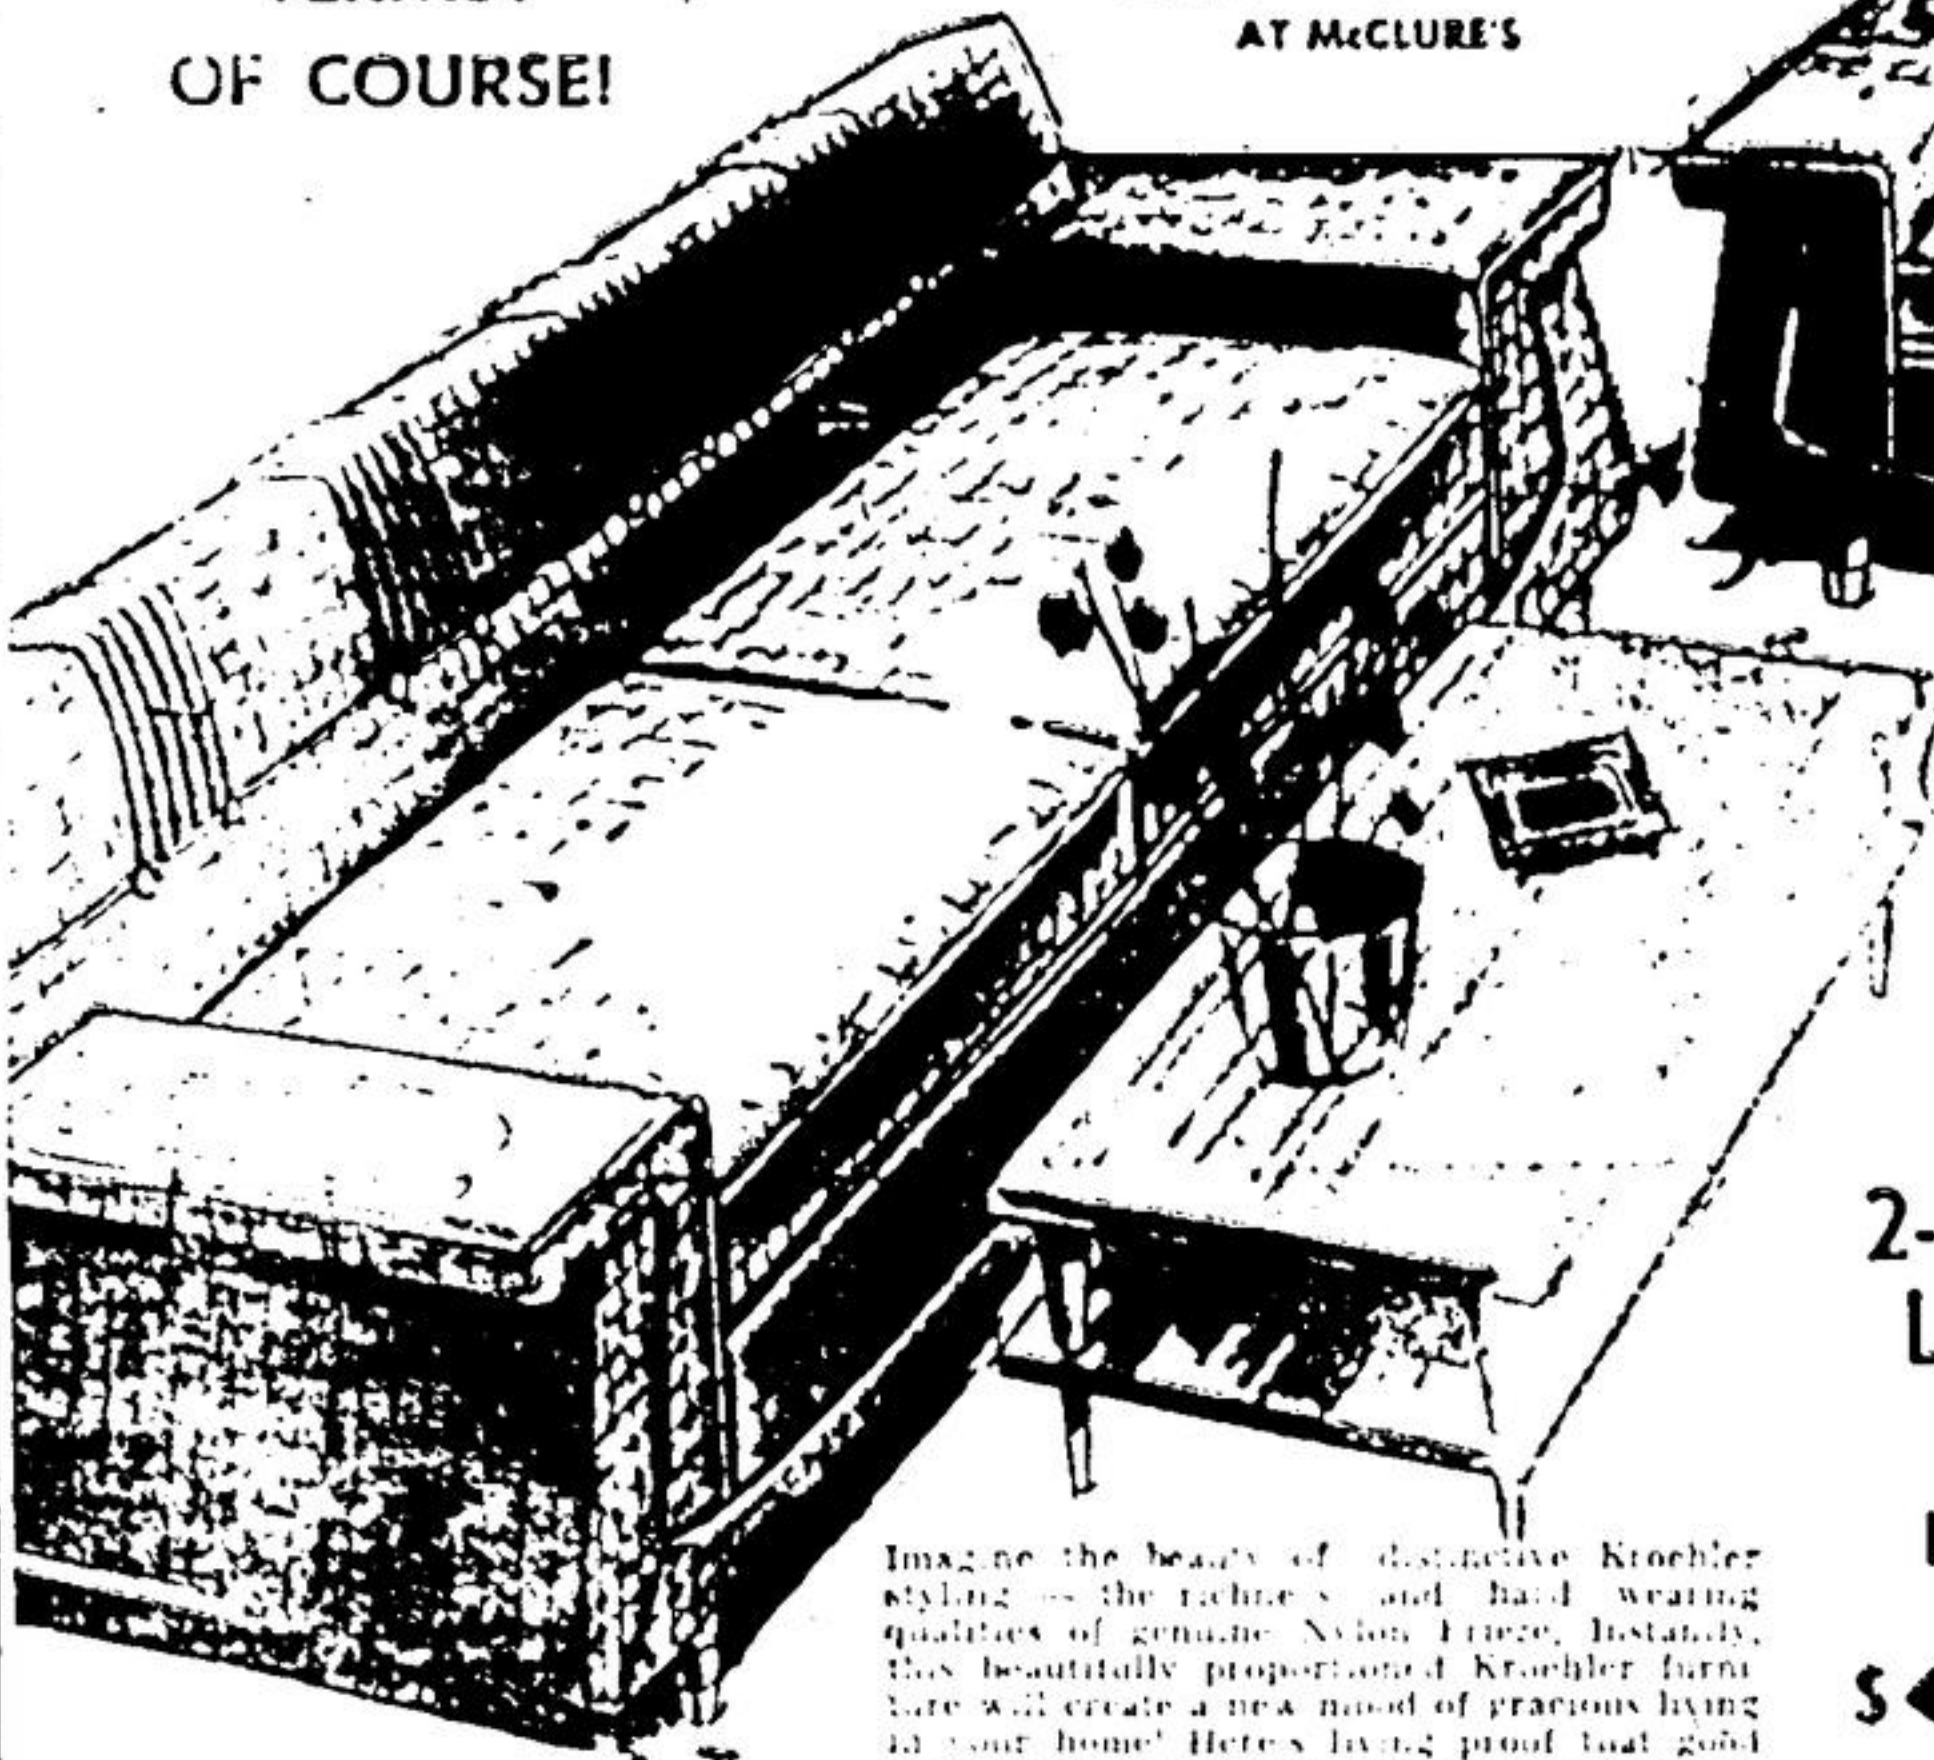 OF COURSE!
AT McCLURE'S
2-
L
Imagine the beauty of distinctive Kroehler
styling — the richness and hard wearing
qualities of genuine Nylon Frieze. Instantly,
this beautifully proportioned Kroehler furni
ture will create a new mood of gracious living
in your home! Here's living proof that good
S